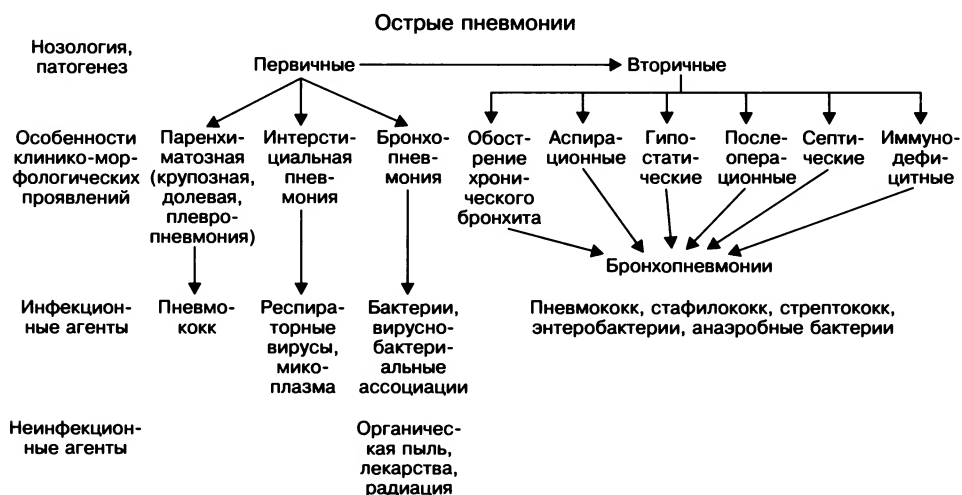 Острые пневмонии
Нозология,
патогенез
Первичные
Вторичные
Особенности
клинико-мор-
фологических
проявлений
Паренхи-
матозная
(крупозная,
долевая,
плевро-
пневмония)
Интерсти-
циальная
пнев-
мония
Бронхо-
пнев-
мония
Обост-
рение
хрони-
ческого
бронхита
Аспира-
ционные
Гипо-
стати-
ческие
После-
опера-
ционные
Септи-
ческие
Иммуно-
дефи-
цитные
Бронхопневмонии
Инфекцион-
ные агенты
Пневмо-
кокк
Респира-
торные
вирусы,
мико-
плазма
Бактерии,
вирусно-
бактери-
альные
ассоциации
Пневмококк, стафилококк, стрептококк,
энтеробактерии, анаэробные бактерии
Неинфекцион-
ные агенты
Органичес-
кая пыль,
лекарства,
радиация